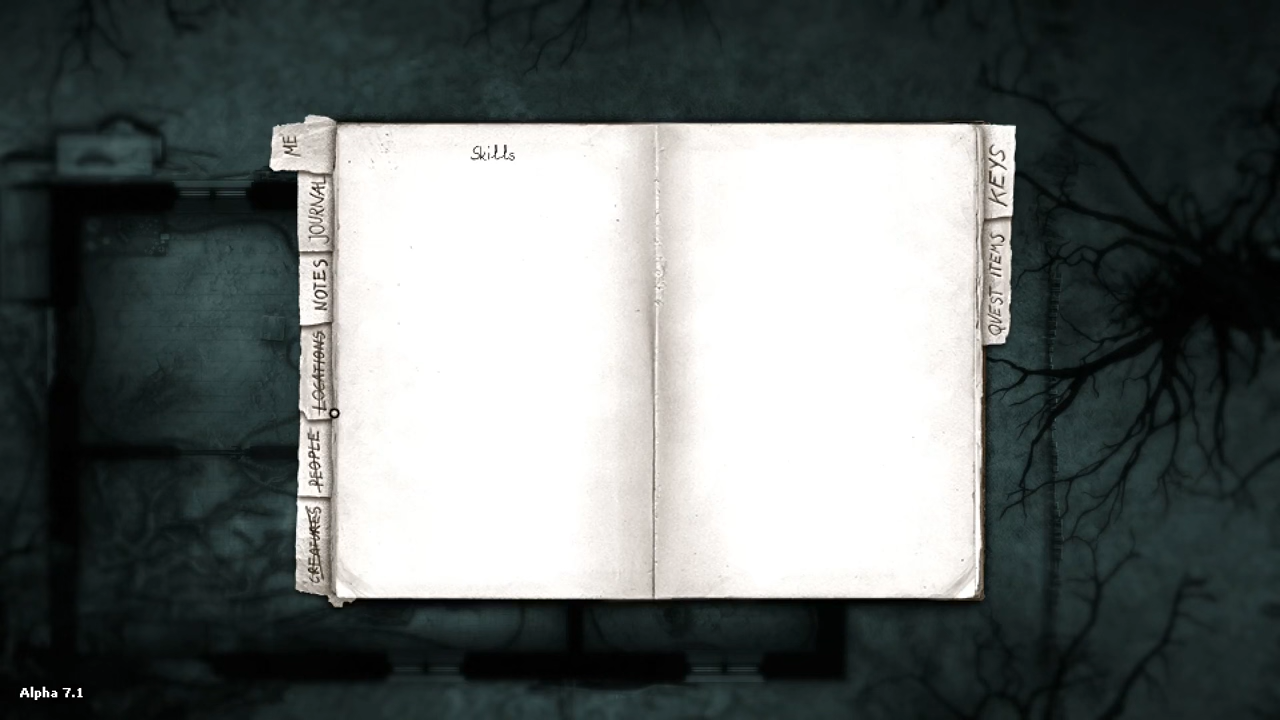 ME
JOURNAL
NOTES
LOCATIONS
PEOPLE
CREATURES
Skills
KEYS
QUEST ITEMS
Alpha 7.1